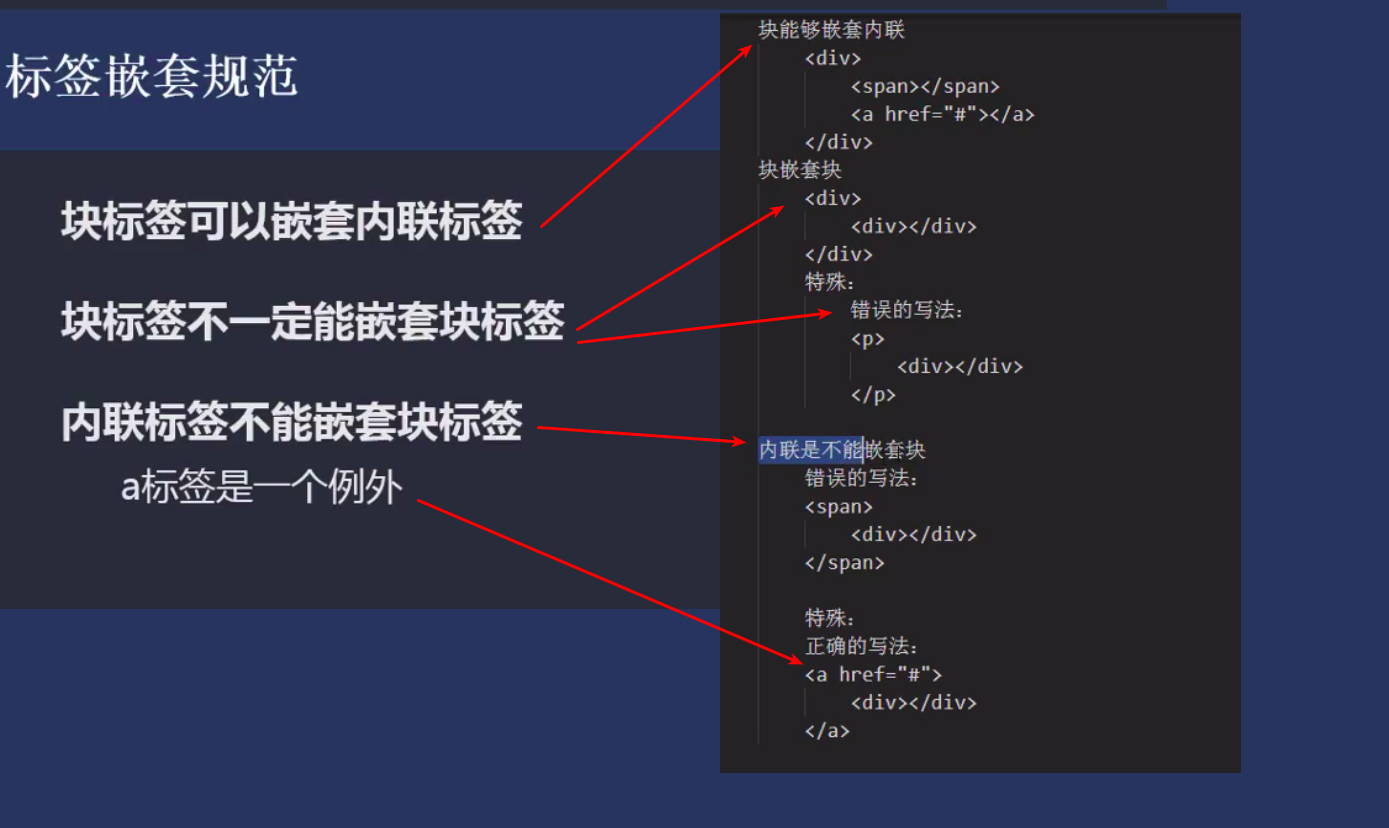 标签嵌套规范
块标签可以嵌套内联标签
块标签不一定能嵌套块标签
内联标签不能嵌套块标签
a标签是一个例外
块能够嵌套内联
<div>
<span></span>
<a href="#"></a>
</div>
块嵌套块
<div>
<div></div>
</div>
特殊：
错误的写法：
<p>
<div></div>
</p>
内联是不能嵌套块
错误的写法：
<span>
<div></div>
</span>
特殊：
正确的写法：
<a href="#">
<div></div>
</a>